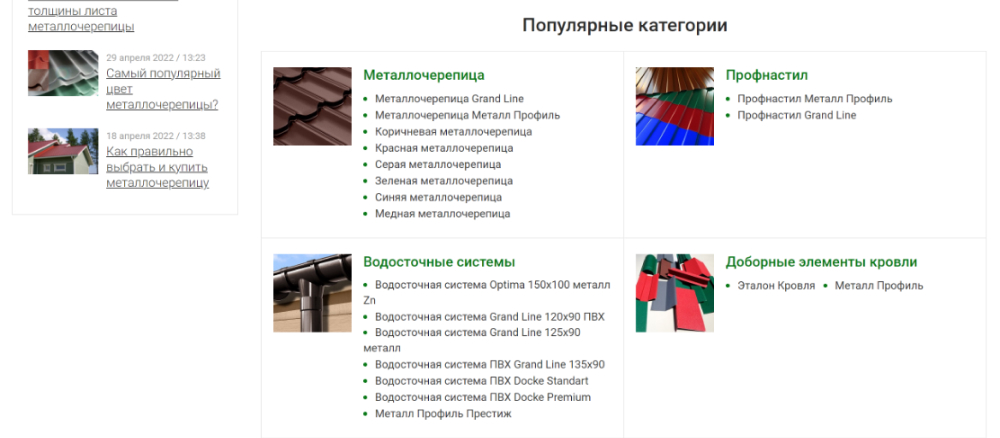 толщины листа
металлочерепицы
29 апреля 2022 / 13:23
Самый популярный
цвет
металлочерепицы?
18 апреля 2022 / 13:38
Как правильно
выбрать и купить
металлочерепицу
Популярные категории
Металлочерепица
Металлочерепица Grand Line
Металлочерепица Металл Профиль
Коричневая металлочерепица
Красная металлочерепица
Серая металлочерепица
Зеленая металлочерепица
Синяя металлочерепица
Медная металлочерепица
Профнастил
Профнастил Металл Профиль
Профнастил Grand Line
Водосточные системы
Водосточная система Optima 150x100 металл
Zn
Водосточная система Grand Line 120x90 ПВХ
Водосточная система Grand Line 125x90
металл
Водосточная система ПВХ Grand Line 135x90
Водосточная система ПВХ Docke Standart
Водосточная система ПВХ Docke Premium
Металл Профиль Престиж
Доборные элементы кровли
Эталон Кровля • Металл Профиль